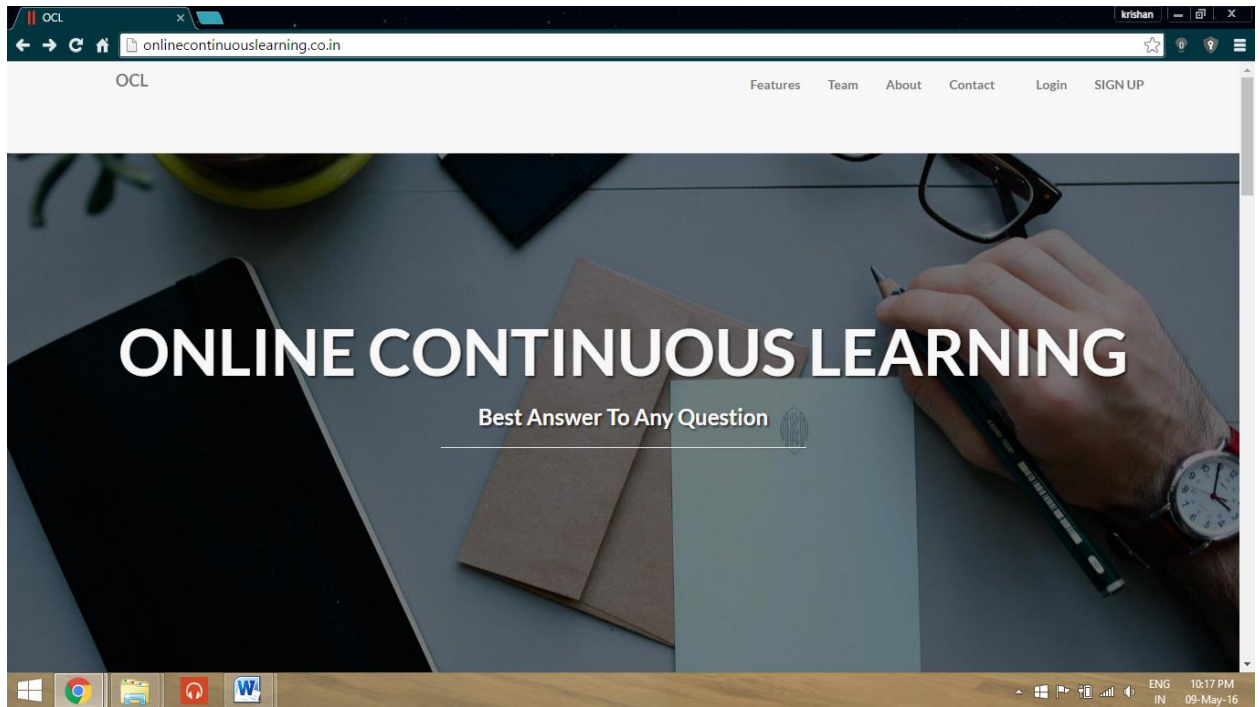 OCL
krishan
onlinecontinuouslearning.co.in
OCL
Features Team About Contact Login SIGN UP
ONLINE CONTINUOUS LEARNING
Best Answer To Any Question
ENG 10:17 PM
IN 09-May-16